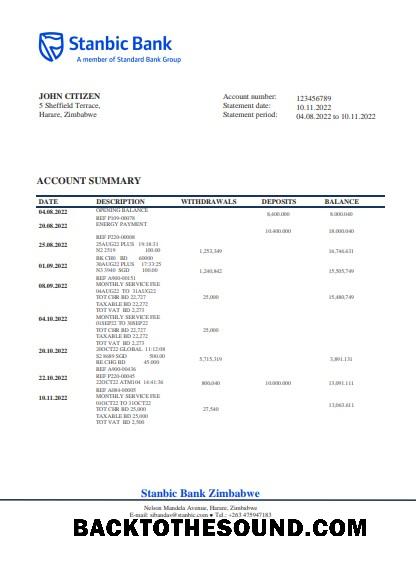 Stanbic Bank
A member of Standard Bank Group
JOHN CITIZEN
5 Sheffield Terrace,
Harare, Zimbabwe
Account number: 123456789
Statement date: 10.11.2022
Statement period: 04.08.2022 to 10.11.2022
ACCOUNT SUMMARY
DATE DESCRIPTION WITHDRAWALS DEPOSITS BALANCE
04.08.2022 OPENING BALANCE
REF P109-00078 8,400.000 8.000.040
20.08.2022 ENERGY PAYMENT
REF P220-00008 10.400.000 18.000.040
25.08.2022 25AUG22 PLUS 19:18:31
N2 2519 100.00 1,253,349 16,746,631
BK CH0 BD 60000
01.09.2022 30AUG22 PLUS 17:33:25
N3 3940 SGD 100.00 1,240,842 15,505,749
REF A900-00151
08.09.2022 MONTHLY SERVICE FEE
04AUG22 TO 31AUG22
TOT CHR BD 22,727 25,000 15,480,749
TAXABLE BD 22,272
TOT VAT BD 2,273
04.10.2022 MONTHLY SERVICE FEE
01SEP22 TO 30SEP22
TOT CHR BD 22,727 25,000
TAXABLE BD 22,272
TOT VAT BD 2,273
20.10.2022 20OCT22 GLOBAL 11:12:08
S2 8689 SGD 500.00
BE CHG BD 45.000 5,715,319 3,891.131
REF A900-00436
22.10.2022 REF P220-00045
22OCT22 ATM104 14:41:36 800,040 10.000.000 13,091.111
REF A084-00005
10.11.2022 MONTHLY SERVICE FEE
01OCT22 TO 31OCT22
TOT CHR BD 25,000 27,540 13,063.611
TAXABLE BD 25,000
TOT VAT BD 2,500
Stanbic Bank Zimbabwe
Nelson Mandela Avenue, Harare, Zimbabwe
E-mail: sibandas@stanbic.com ● Tel.: +263 475947183
BACKTOTHESOUND.COM